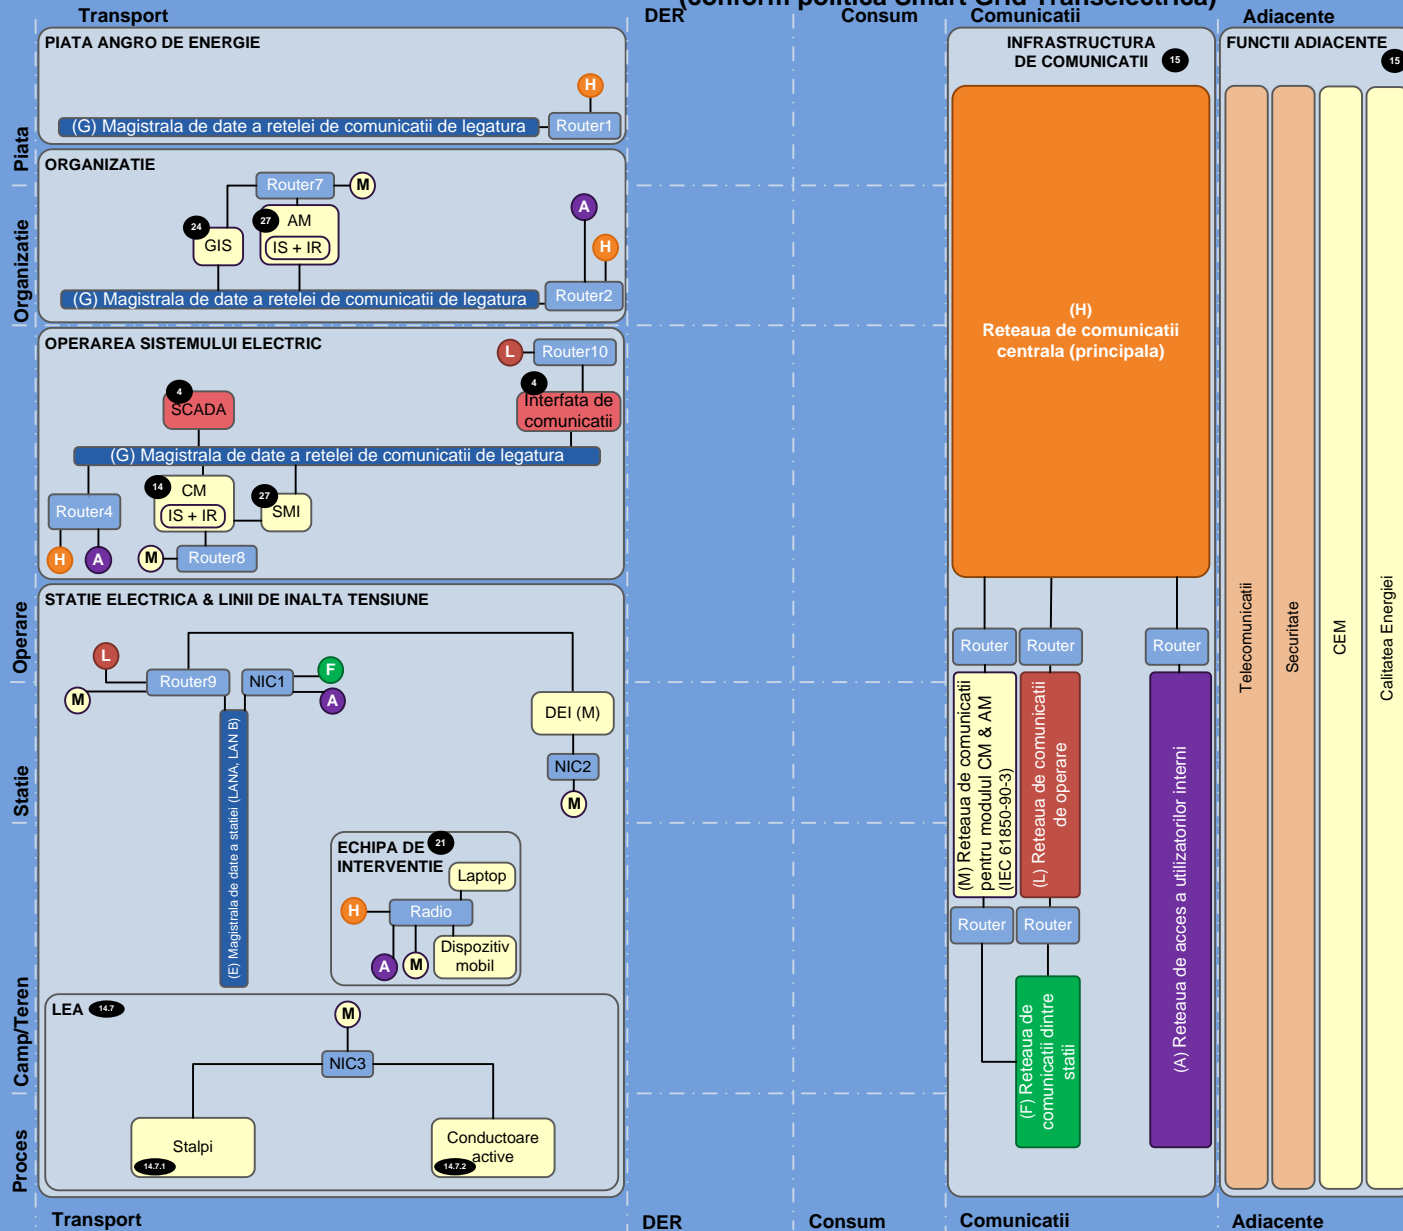 (conform politica Smart Grid Transelectrica)
Transport
DER
Consum
Comunicatii
Adiacente
Piata
Organizatie
Operare
Statie
Camp/Teren
Proces
PIATA ANGRO DE ENERGIE
H
(G) Magistrala de date a retelei de comunicatii de legatura
Router1
ORGANIZATIE
Router7
M
24
GIS
27
AM
IS + IR
A
H
(G) Magistrala de date a retelei de comunicatii de legatura
Router2
OPERAREA SISTEMULUI ELECTRIC
L
Router10
4
SCADA
4
Interfata de
comunicatii
(G) Magistrala de date a retelei de comunicatii de legatura
Router4
14
CM
IS + IR
27
SMI
H
A
M
Router8
STATIE ELECTRICA & LINII DE INALTA TENSIUNE
L
Router9
M
NIC1
F
A
(E) Magistrala de date a statiei (LANA, LAN B)
DEI (M)
NIC2
M
ECHIPA DE
INTERVENTIE
21
Laptop
H
Radio
A
M
Dispozitiv
mobil
LEA
14.7
M
NIC3
Stalpi
14.7.1
Conductoare
active
14.7.2
INFRASTRUCTURA
DE COMUNICATII
15
(H)
Reteaua de comunicatii
centrala (principala)
Router
Router
Router
(M) Reteaua de comunicatii
pentru modulul CM & AM
(IEC 61850-90-3)
(L) Reteaua de comunicatii
de operare
(A) Reteaua de acces a utilizatorilor interni
Router
Router
(F) Reteaua de
comunicatii dintre
statii
FUNCTII ADIACENTE
15
Telecomunicatii
Securitate
CEM
Calitatea Energiei
Transport
DER
Consum
Comunicatii
Adiacente